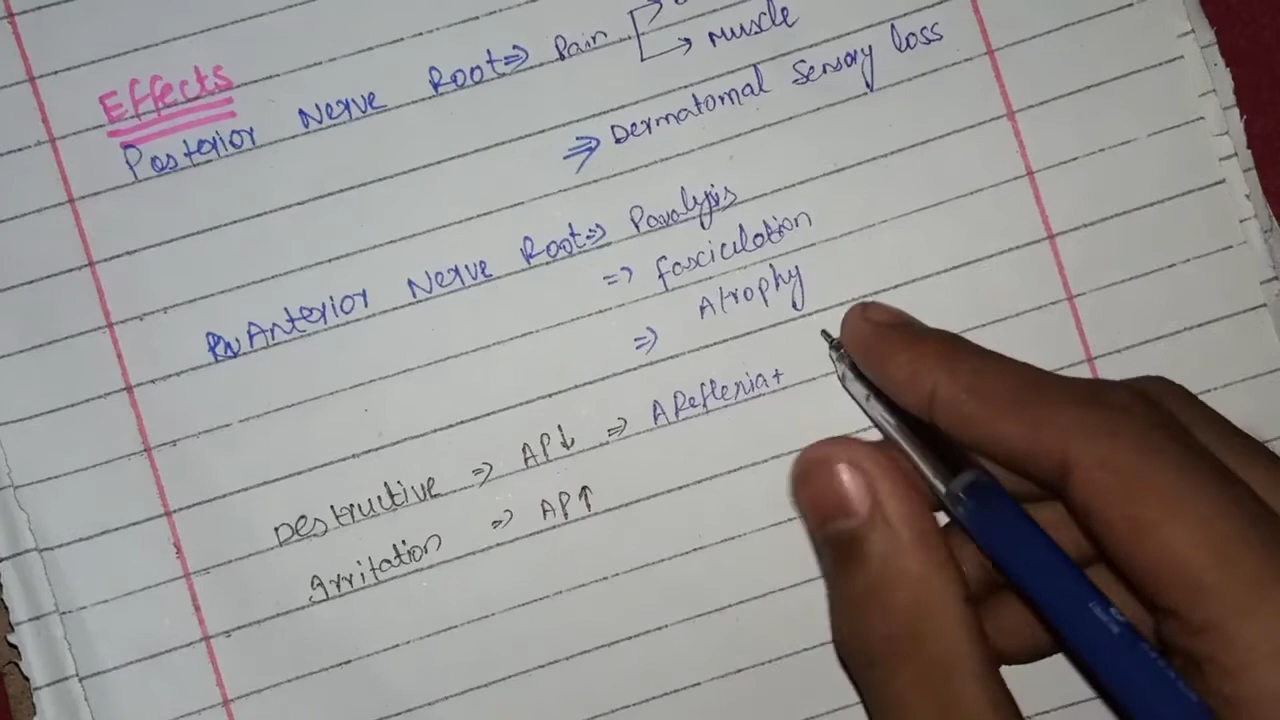 Effects
Posterior Nerve Root ⇒ Pain → Muscle
⇒ Dermatomal Sensory loss
Anterior Nerve Root ⇒ Paralysis
⇒ Fasciculation
⇒ Atrophy
Destructive ⇒ AP↓ ⇒ AReflexia+
Irritation ⇒ AP↑